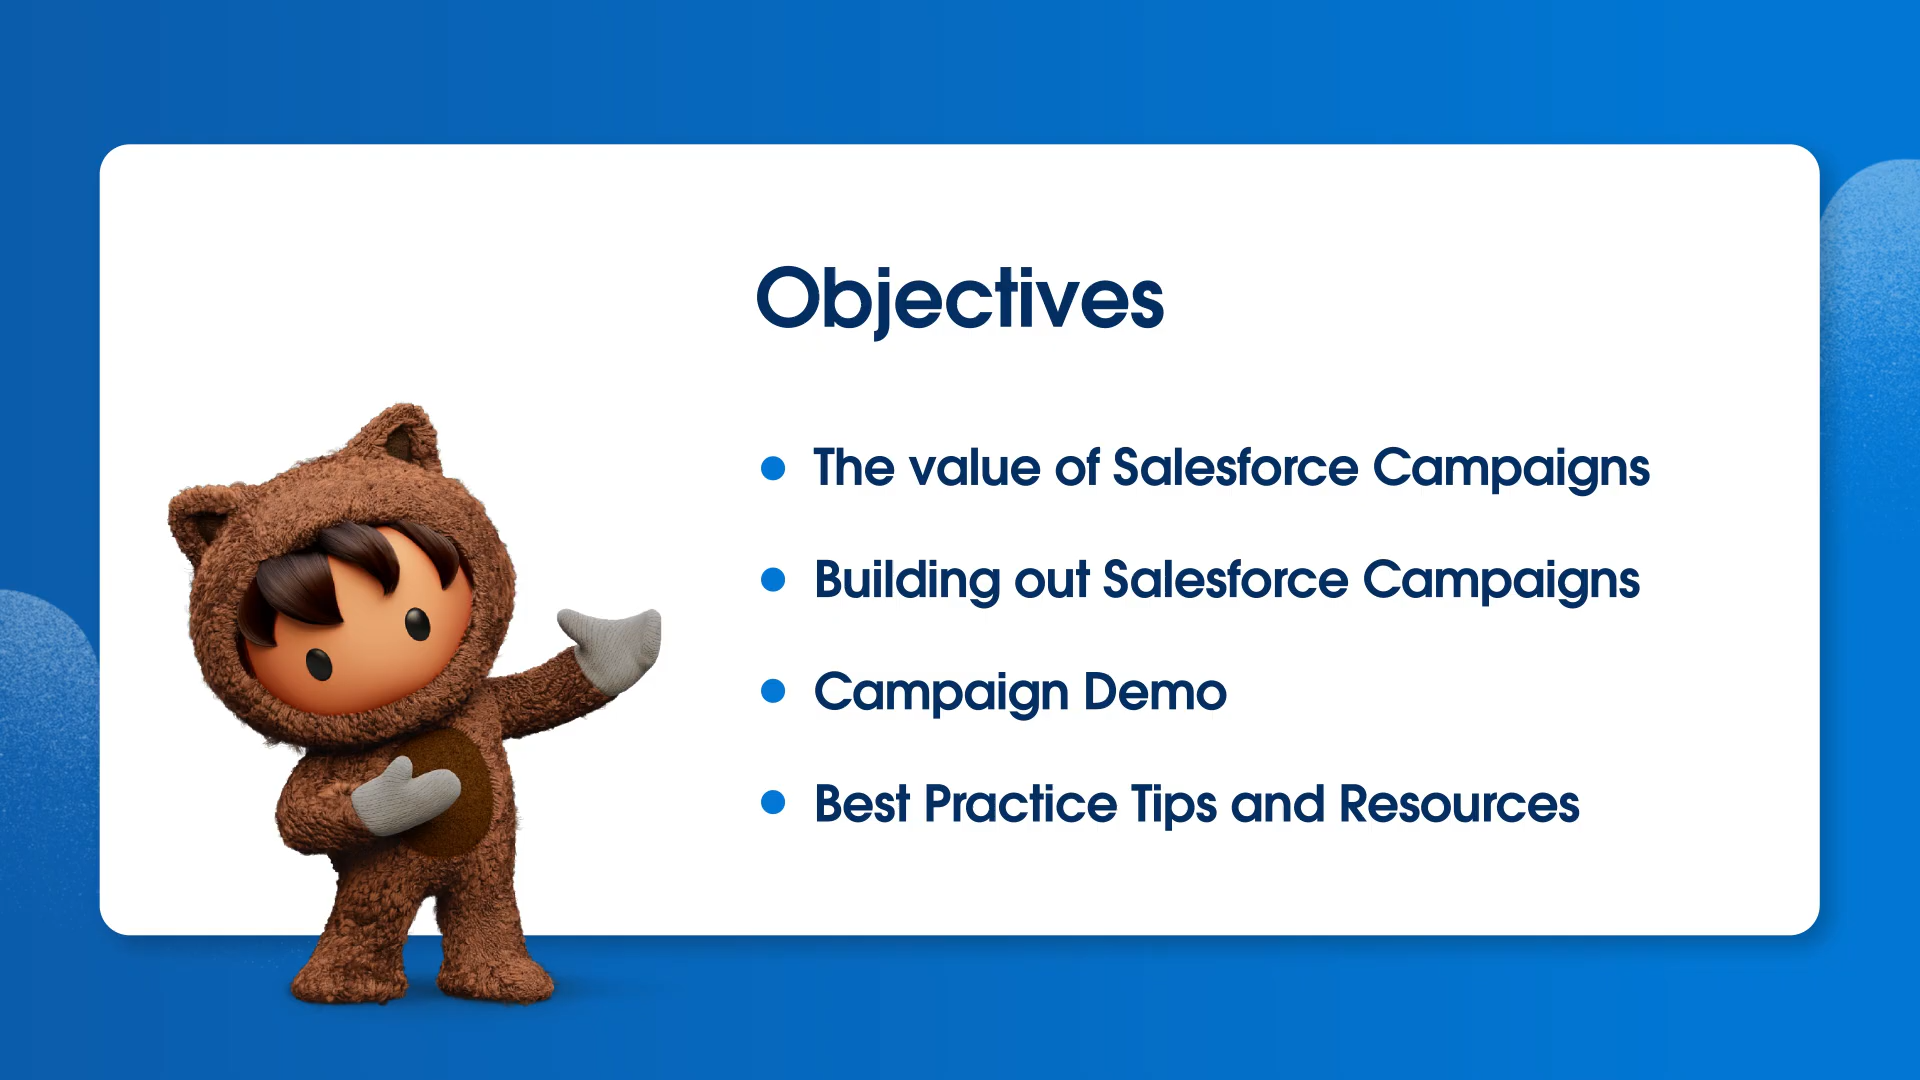 Objectives
The value of Salesforce Campaigns
Building out Salesforce Campaigns
Campaign Demo
Best Practice Tips and Resources